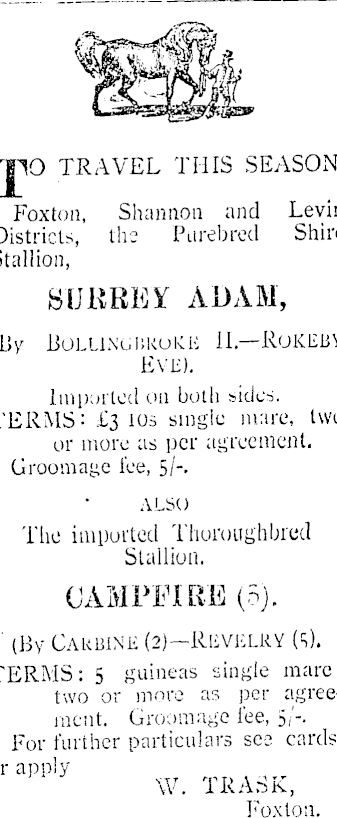 TO TRAVEL THIS SEASON
Foxton, Shannon and Levin
Districts, the Purebred Shire
Stallion,
SURREY ADAM,
By BOLLINGBROKE II.—ROKEBY
EVE).
Imported on both sides.
TERMS: £3 10s single mare, two
or more as per agreement.
Groomage fee, 5/-.
ALSO
The imported Thoroughbred
Stallion.
CAMPFIRE (5).
(By CARBINE (2)—REVELRY (5).
TERMS: 5 guineas single mare
two or more as per agree-
ment. Groomage fee, 5/-.
For further particulars see cards
r apply
W. TRASK,
Foxton.